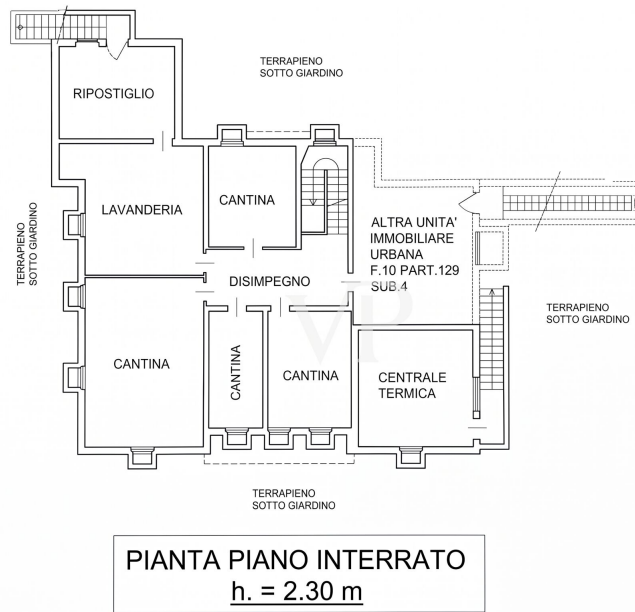 TERRAPIENO
SOTTO GIARDINO
RIPOSTIGLIO
LAVANDERIA
CANTINA
TERRAPIENO
SOTTO GIARDINO
ALTRA UNITA'
IMMOBILIARE
URBANA
F.10 PART.129
SUB.4
DISIMPEGNO
TERRAPIENO
SOTTO GIARDINO
CANTINA
CANTINA
CANTINA
CENTRALE
TERMICA
VP
TERRAPIENO
SOTTO GIARDINO
PIANTA PIANO INTERRATO
h. = 2.30 m